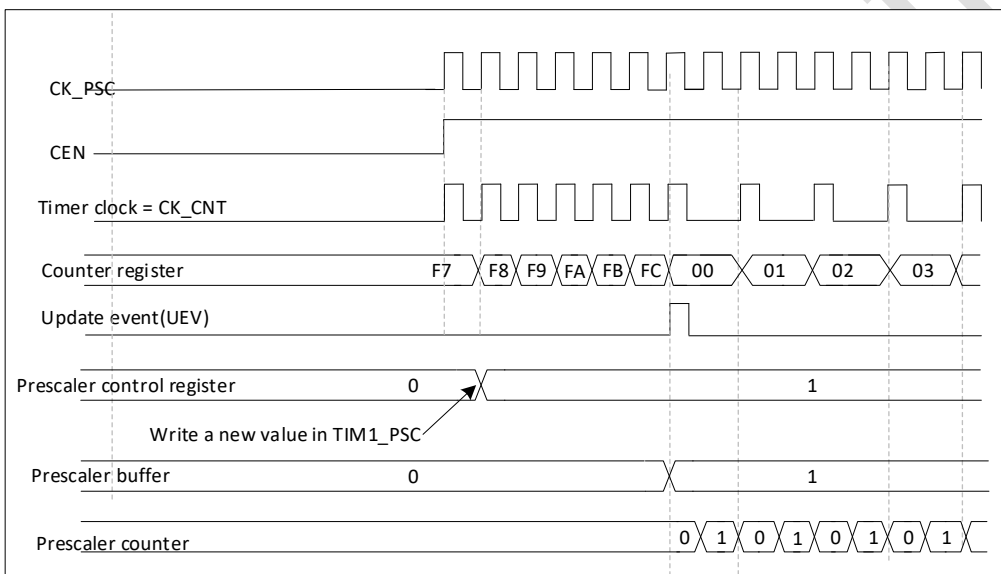 CK_PSC
CEN
Timer clock = CK_CNT
Counter register F7 F8 F9 FA FB FC 00 01 02 03
Update event(UEV)
Prescaler control register 0 1
Write a new value in TIM1_PSC
Prescaler buffer 0 1
Prescaler counter 0 1 0 1 0 1 0 1